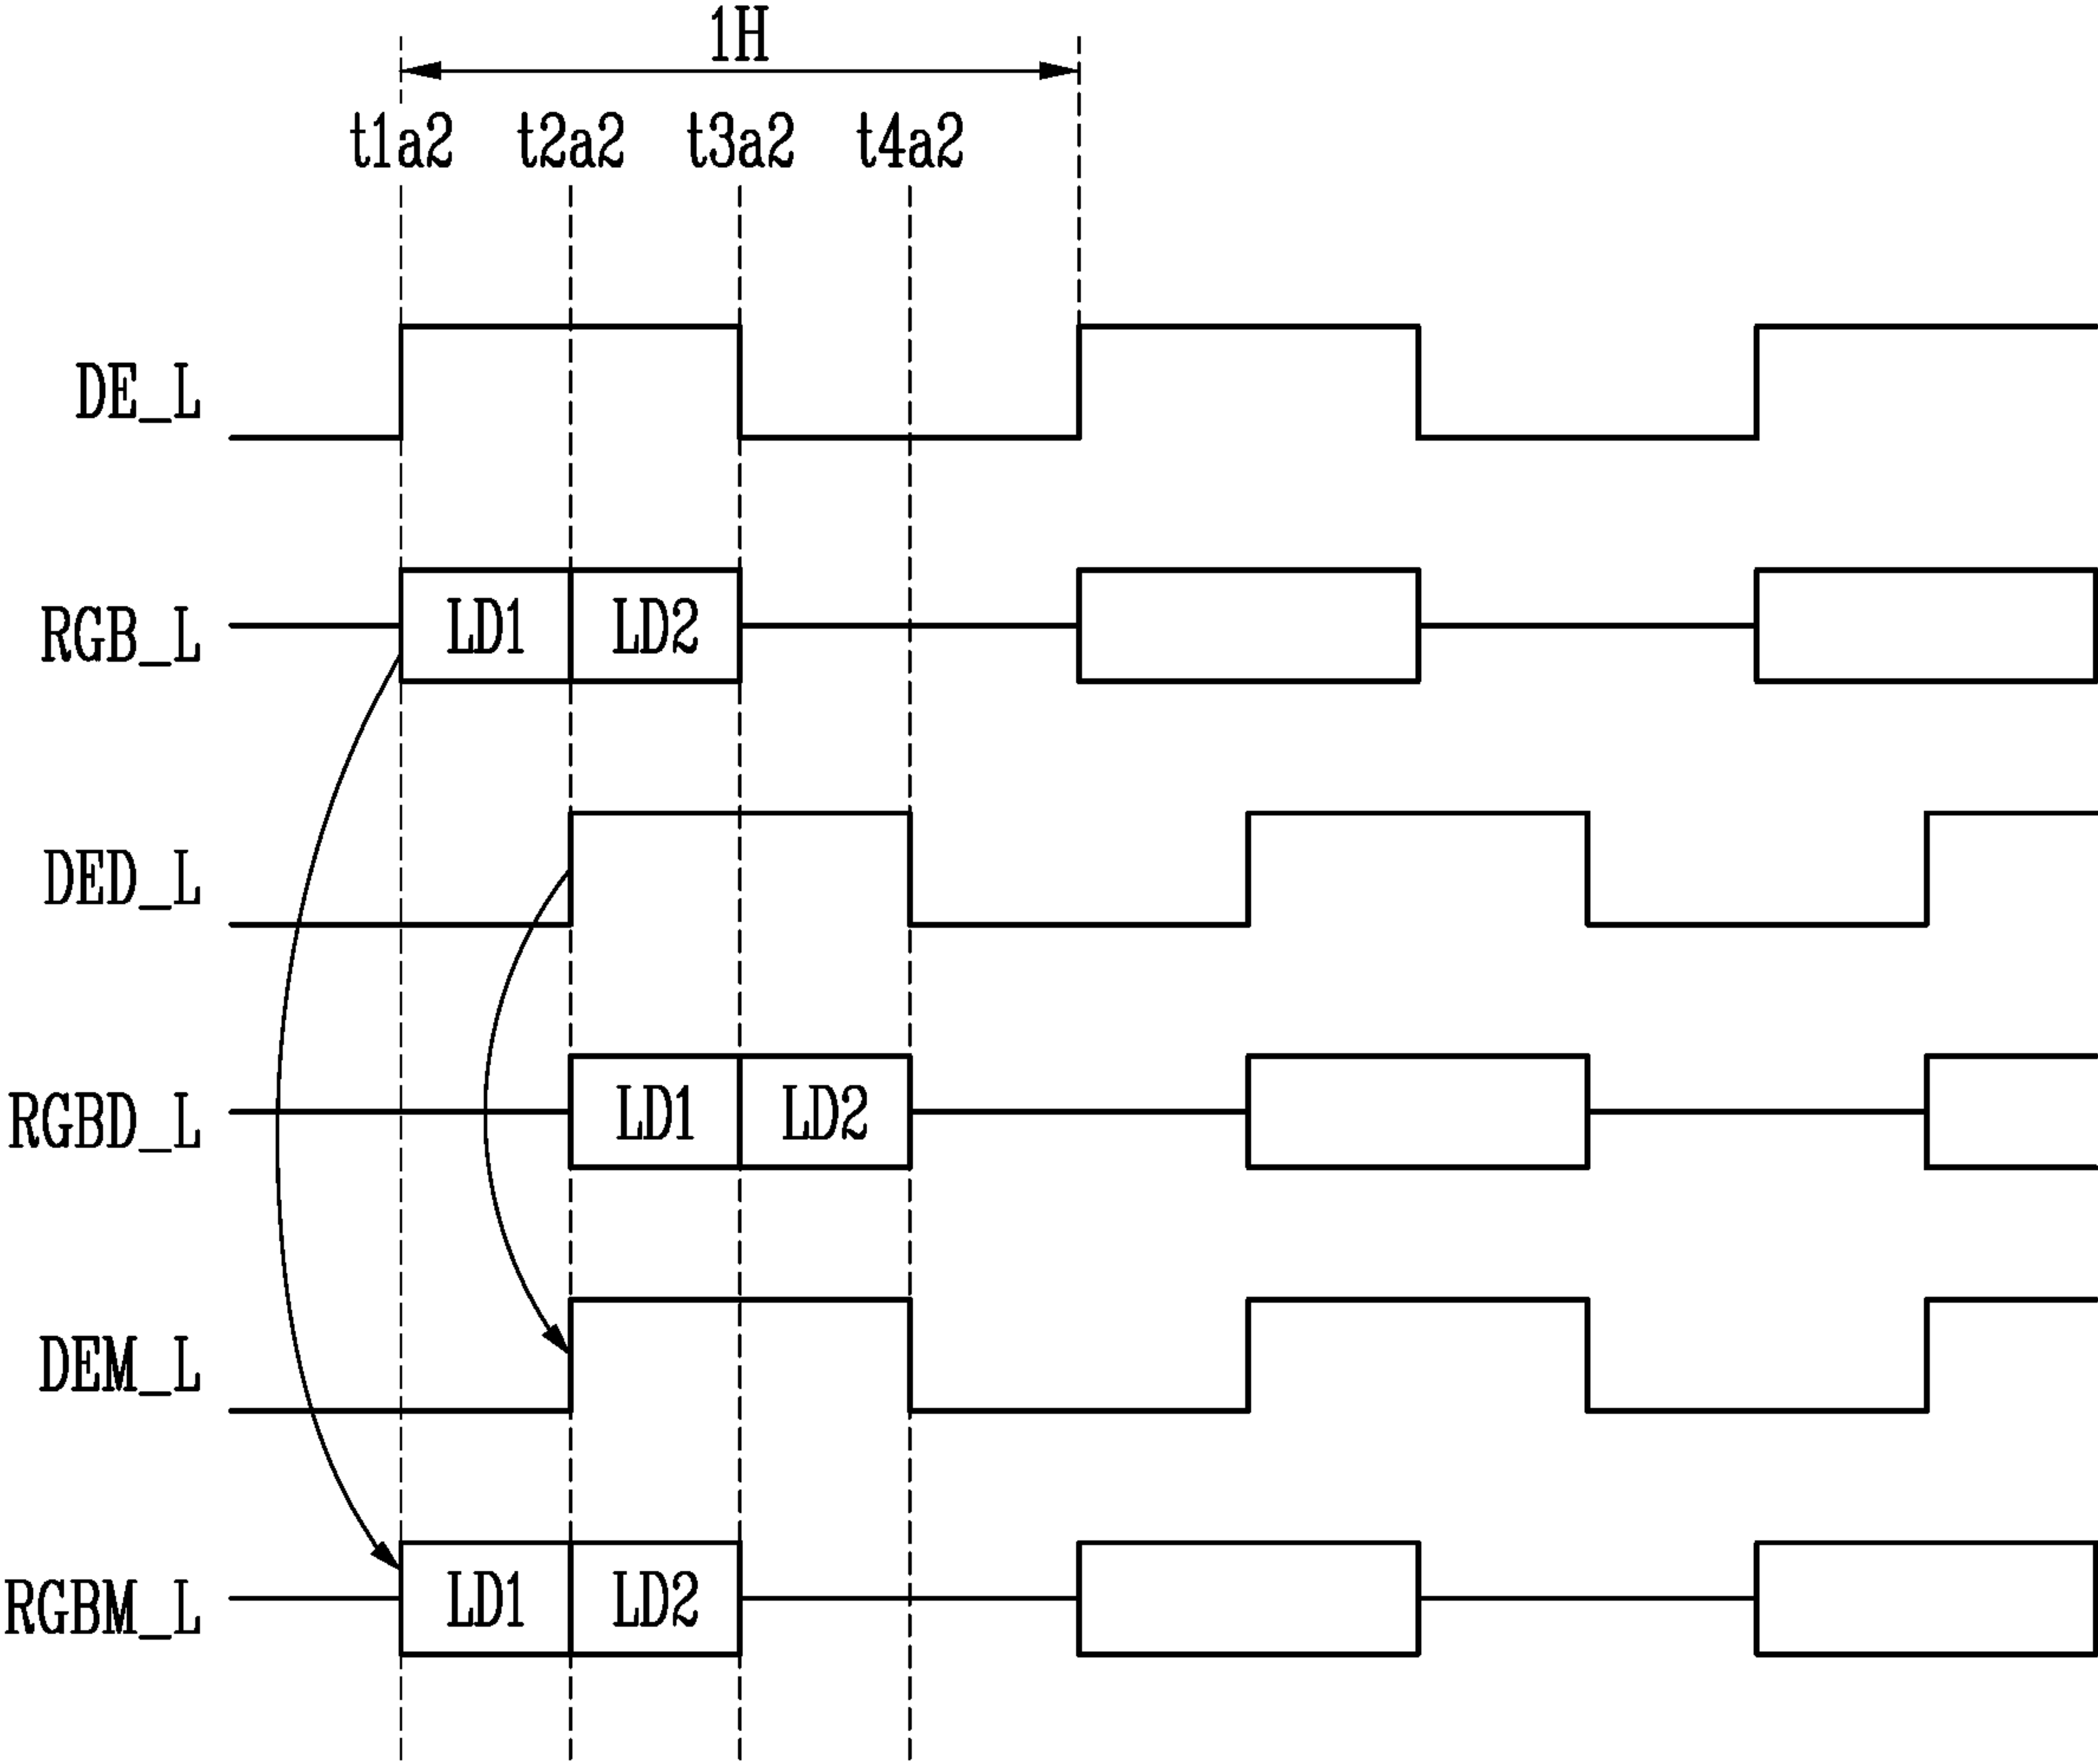 1H
t1a2 t2a2 t3a2 t4a2
DE_L
RGB_L LD1 LD2
DED_L
RGBD_L LD1 LD2
DEM_L
RGBM_L LD1 LD2